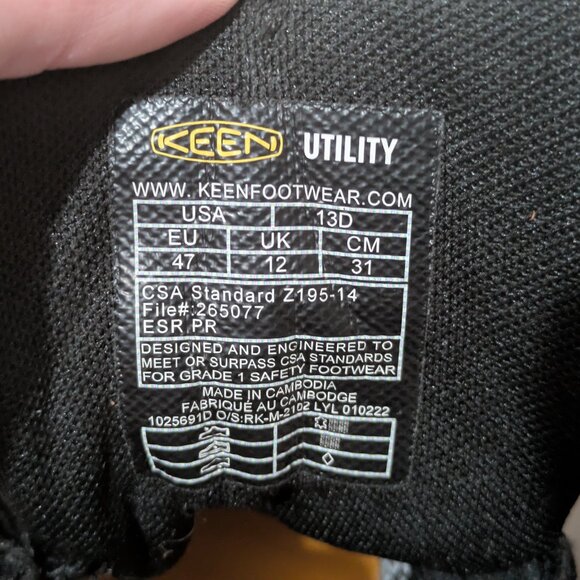 KEEN UTILITY
WWW.KEENFOOTWEAR.COM
USA 13D
EU UK CM
47 12 31
CSA Standard Z195-14
File#:265077
ESR PR
DESIGNED AND ENGINEERED TO
MEET OR SURPASS CSA STANDARDS
FOR GRADE 1 SAFETY FOOTWEAR
MADE IN CAMBODIA
FABRIQUÉ AU CAMBODGE
1025691D O/S:RK-M-2102 LYL 010222